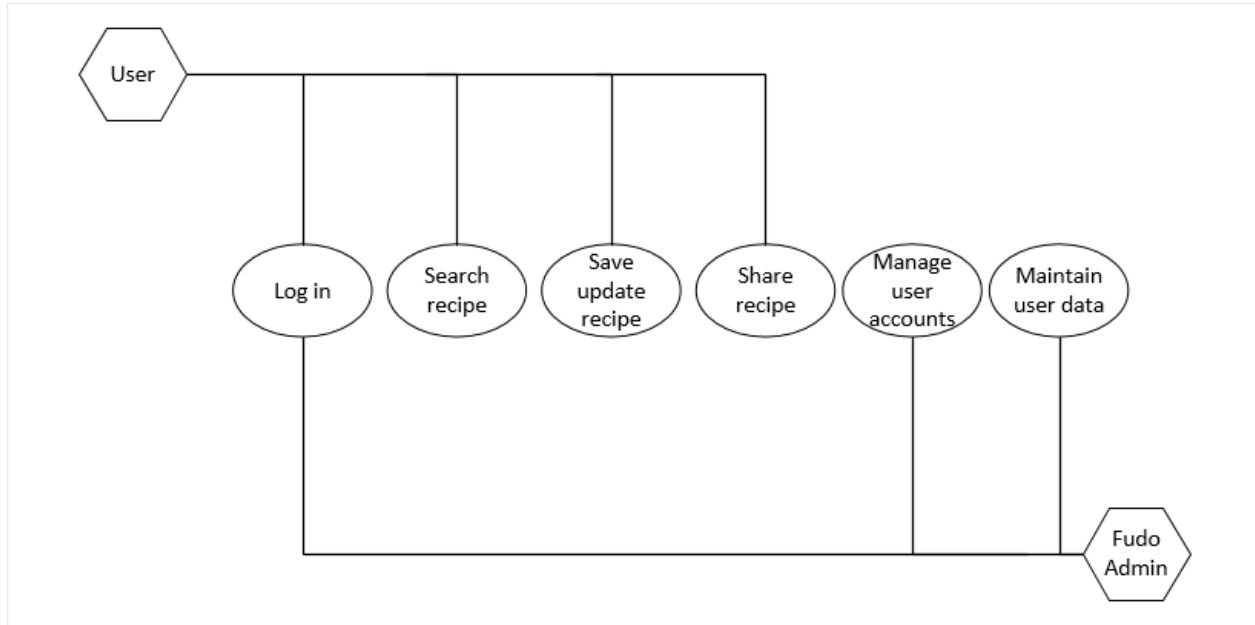 User
Log in
Search
recipe
Save
update
recipe
Share
recipe
Manage
user
accounts
Maintain
user data
Fudo
Admin